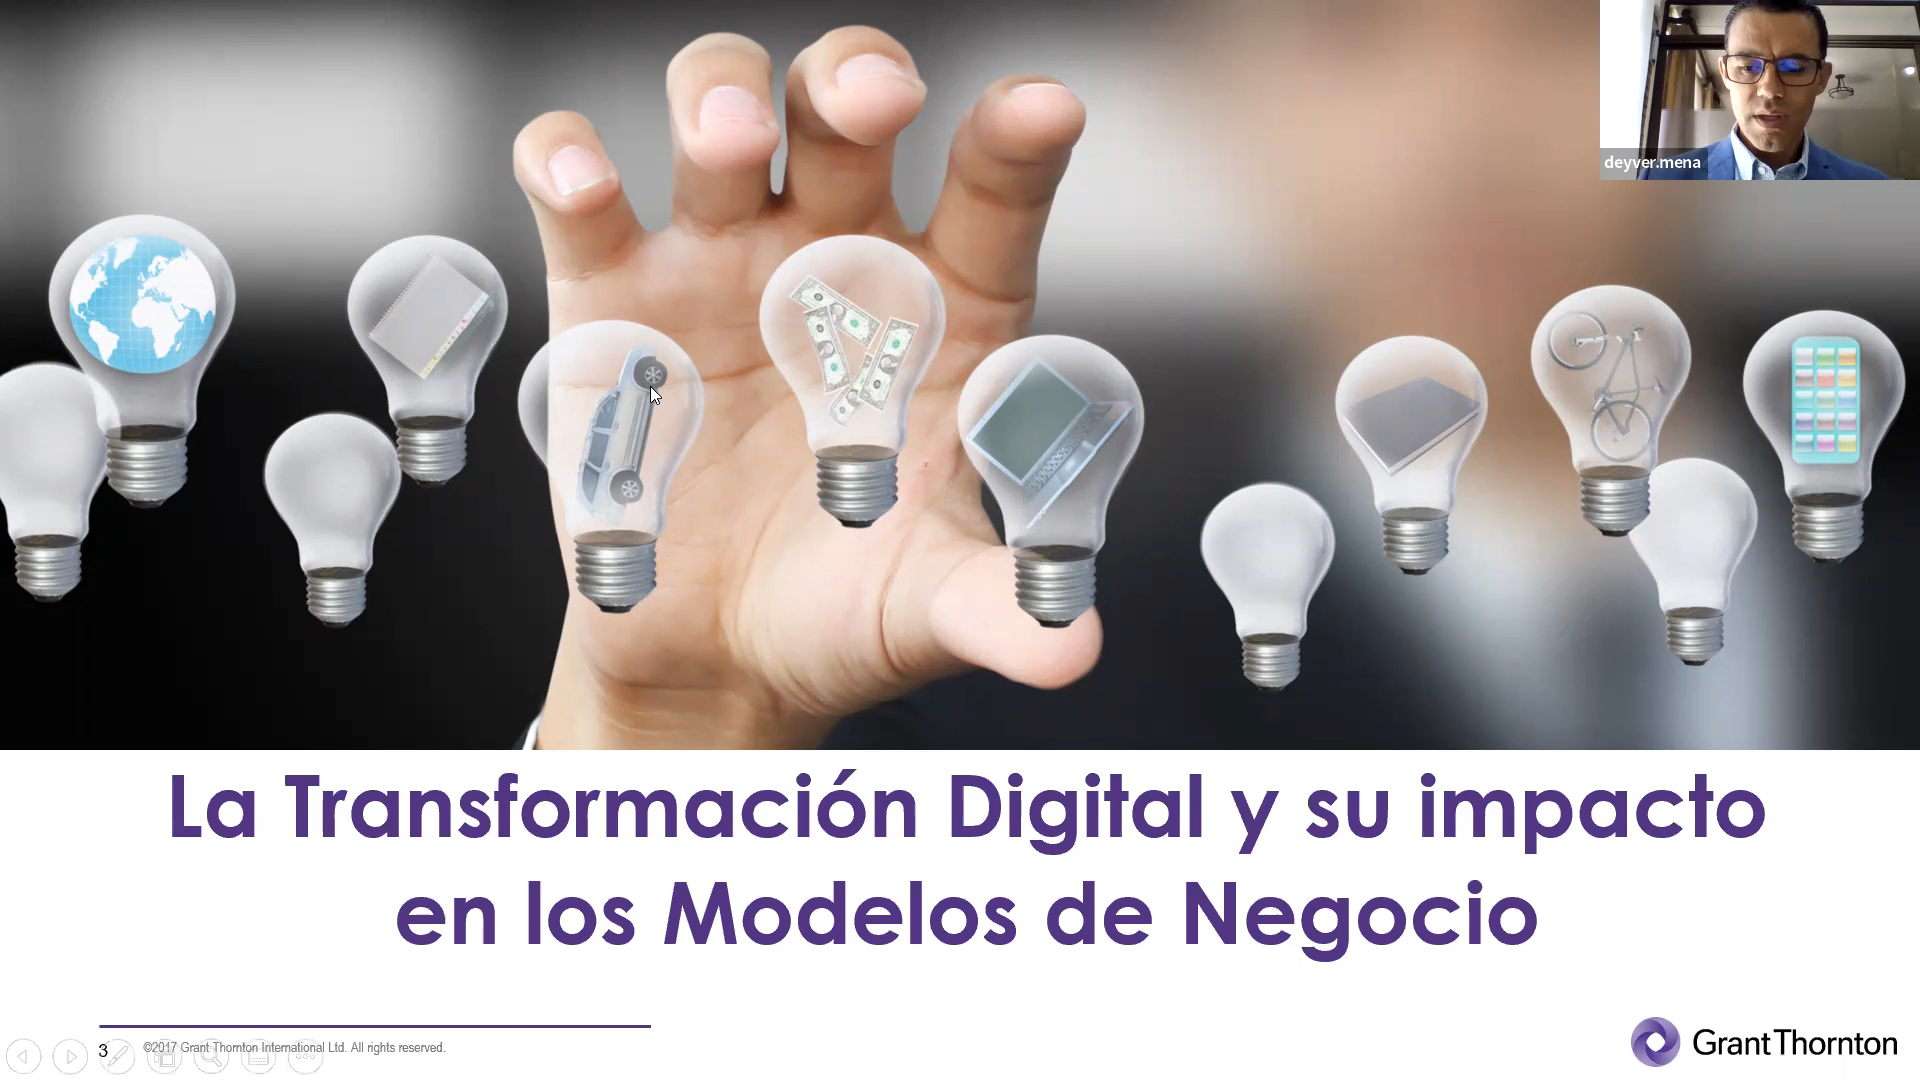 deyver.mena
La Transformación Digital y su impacto
en los Modelos de Negocio
3
©2017 Grant Thornton International Ltd. All rights reserved.
Grant Thornton